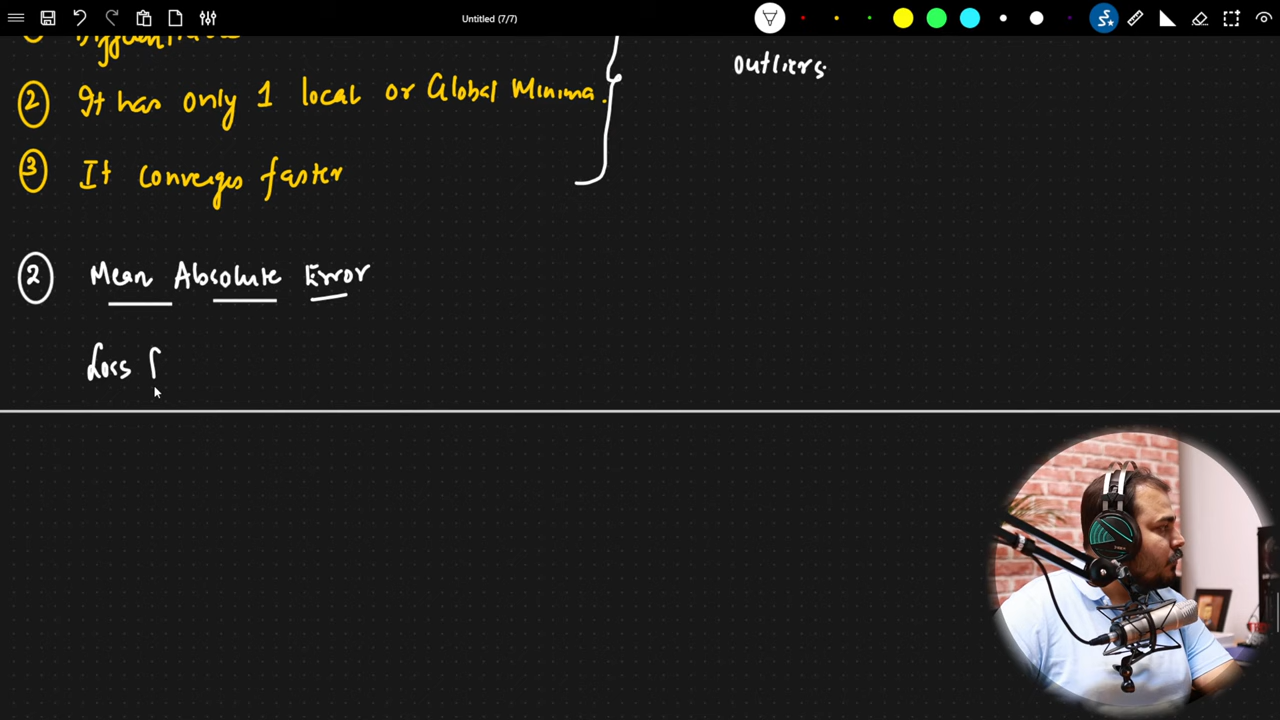 Untitled (7/7)
② It has only 1 local or Global Minima.
③ It converges faster
outliers.
② Mean Absolute Error
Loss